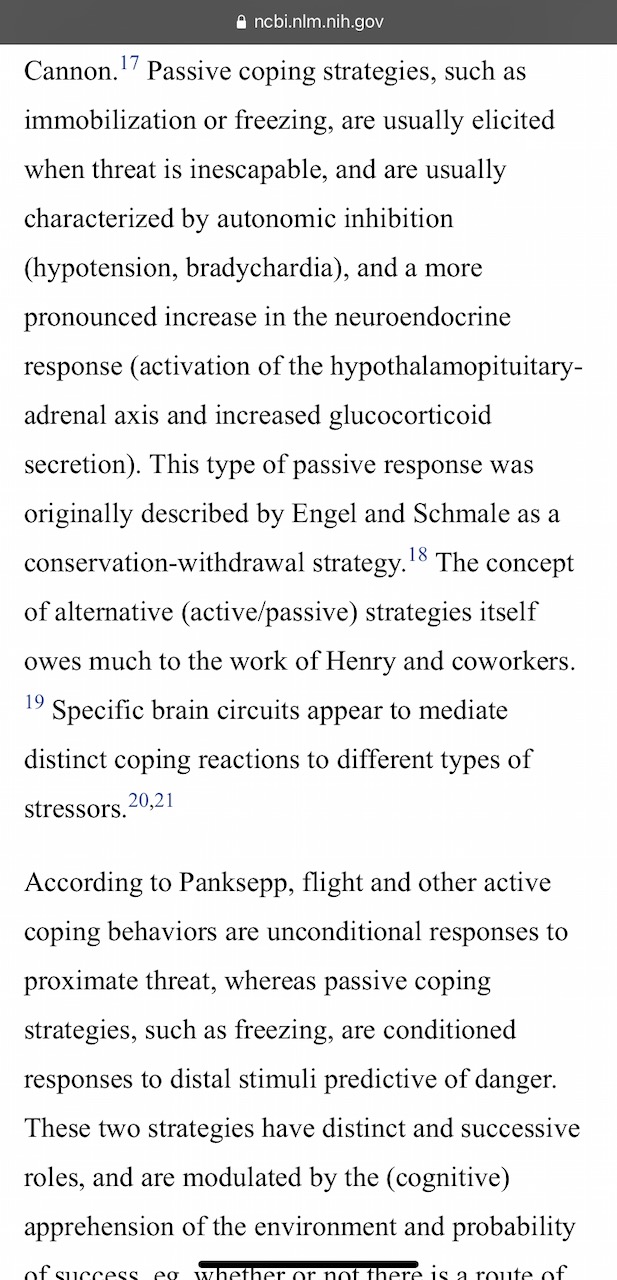 ncbi.nlm.nih.gov
Cannon.17 Passive coping strategies, such as
immobilization or freezing, are usually elicited
when threat is inescapable, and are usually
characterized by autonomic inhibition
(hypotension, bradychardia), and a more
pronounced increase in the neuroendocrine
response (activation of the hypothalamopituitary-
adrenal axis and increased glucocorticoid
secretion). This type of passive response was
originally described by Engel and Schmale as a
conservation-withdrawal strategy.18 The concept
of alternative (active/passive) strategies itself
owes much to the work of Henry and coworkers.
19 Specific brain circuits appear to mediate
distinct coping reactions to different types of
stressors.20,21
According to Panksepp, flight and other active
coping behaviors are unconditional responses to
proximate threat, whereas passive coping
strategies, such as freezing, are conditioned
responses to distal stimuli predictive of danger.
These two strategies have distinct and successive
roles, and are modulated by the (cognitive)
apprehension of the environment and probability
of success, eg, whether or not there is a route of